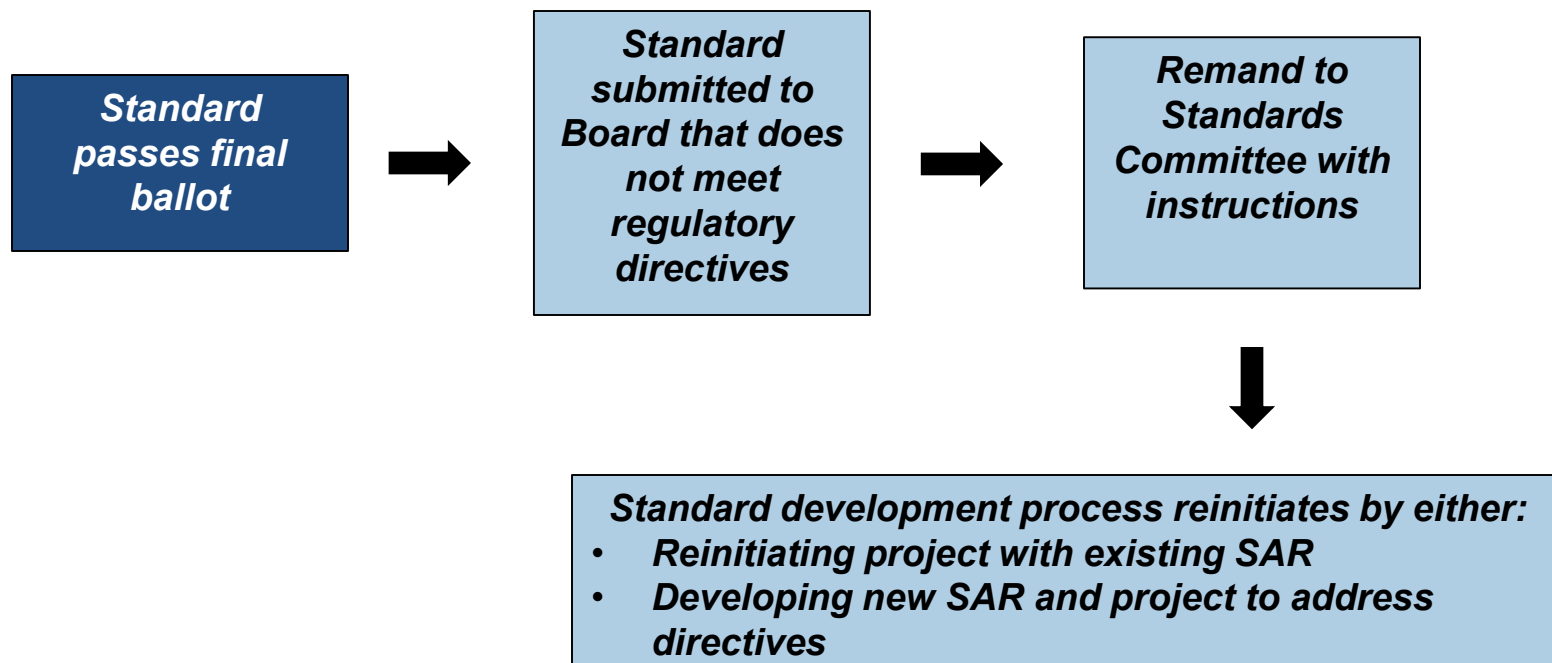 Standard
passes final
ballot
Standard
submitted to
Board that does
not meet
regulatory
directives
Remand to
Standards
Committee with
instructions
Standard development process reinitiates by either:
• Reinitiating project with existing SAR
• Developing new SAR and project to address
directives